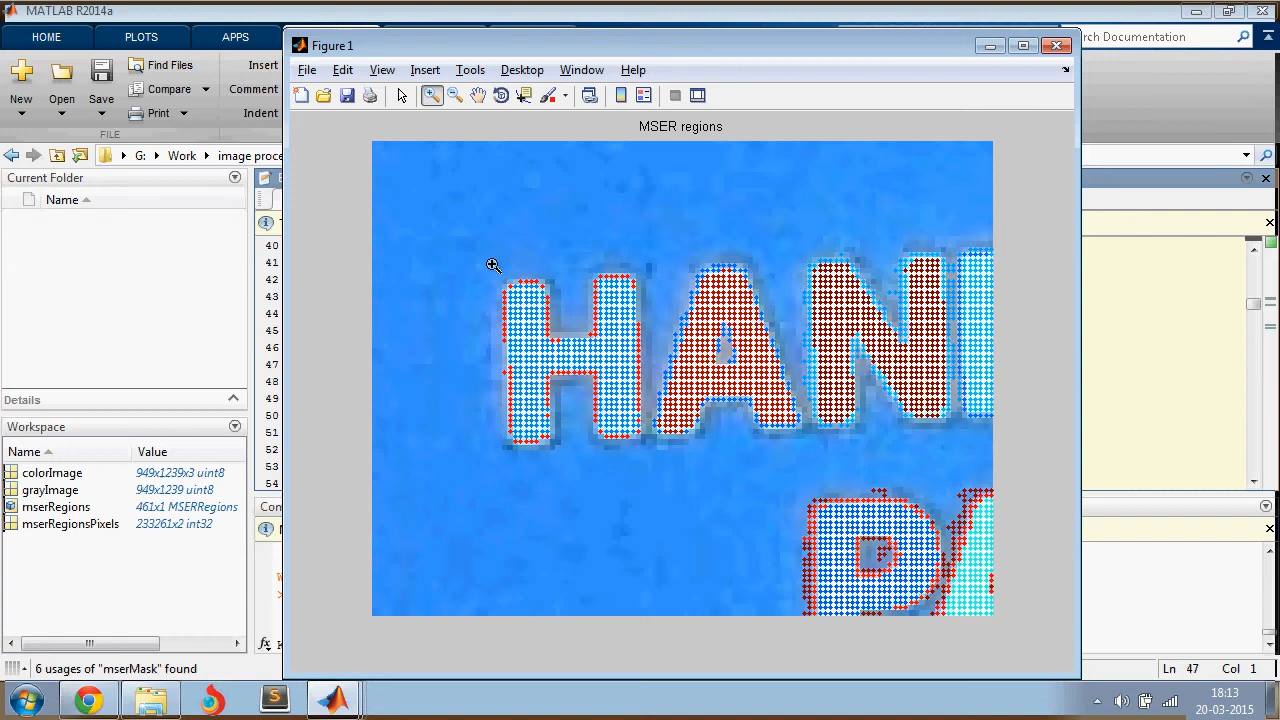 MATLAB R2014a
HOME PLOTS APPS
Search Documentation
Figure 1
File Edit View Insert Tools Desktop Window Help
New Open Save
Find Files
Compare
Print
Insert
Comment
Indent
FILE
G: Work image proce
MSER regions
HAN
PA
Current Folder
Name
Details
Workspace
Name Value
colorImage 949x1239x3 uint8
grayImage 949x1239 uint8
mserRegions 461x1 MSERRegions
mserRegionsPixels 233261x2 int32
40
41
42
43
44
45
46
47
48
49
50
51
52
53
54
6 usages of "mserMask" found
Ln 47 Col 1
18:13
20-03-2015